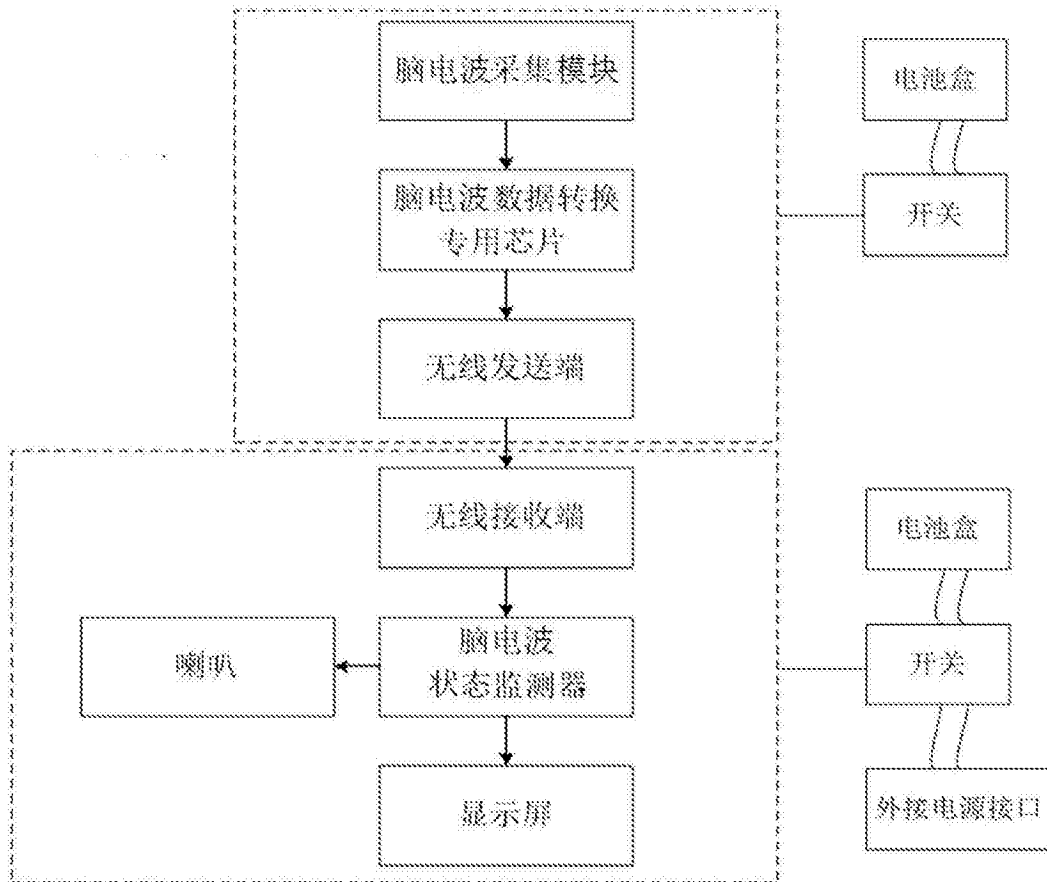 脑电波采集模块
电池盒
脑电波数据转换
专用芯片
开关
无线发送端
无线接收端
电池盒
喇叭
脑电波
状态监测器
开关
显示屏
外接电源接口